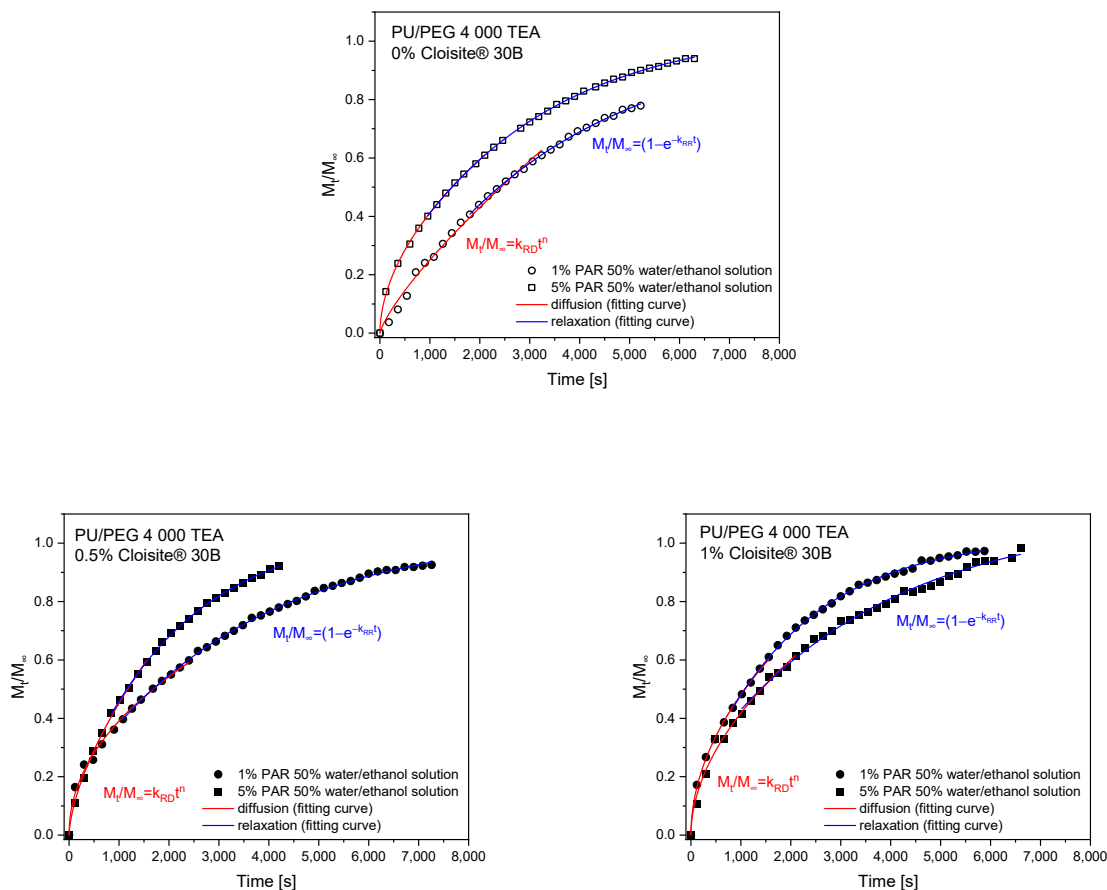 PU/PEG 4 000 TEA
0% Cloisite® 30B
1.0
0.8
0.6
0.4
0.2
0.0
Mt/M∞
Mt/M∞=(1−e−kRRt)
Mt/M∞=kRDtn
1% PAR 50% water/ethanol solution
5% PAR 50% water/ethanol solution
diffusion (fitting curve)
relaxation (fitting curve)
0 1,000 2,000 3,000 4,000 5,000 6,000 7,000 8,000
Time [s]
PU/PEG 4 000 TEA
0.5% Cloisite® 30B
1.0
0.8
0.6
0.4
0.2
0.0
Mt/M∞
Mt/M∞=(1−e−kRRt)
Mt/M∞=kRDtn
1% PAR 50% water/ethanol solution
5% PAR 50% water/ethanol solution
diffusion (fitting curve)
relaxation (fitting curve)
0 1,000 2,000 3,000 4,000 5,000 6,000 7,000 8,000
Time [s]
PU/PEG 4 000 TEA
1% Cloisite® 30B
1.0
0.8
0.6
0.4
0.2
0.0
Mt/M∞
Mt/M∞=(1−e−kRRt)
Mt/M∞=kRDtn
1% PAR 50% water/ethanol solution
5% PAR 50% water/ethanol solution
diffusion (fitting curve)
relaxation (fitting curve)
0 1,000 2,000 3,000 4,000 5,000 6,000 7,000 8,000
Time [s]